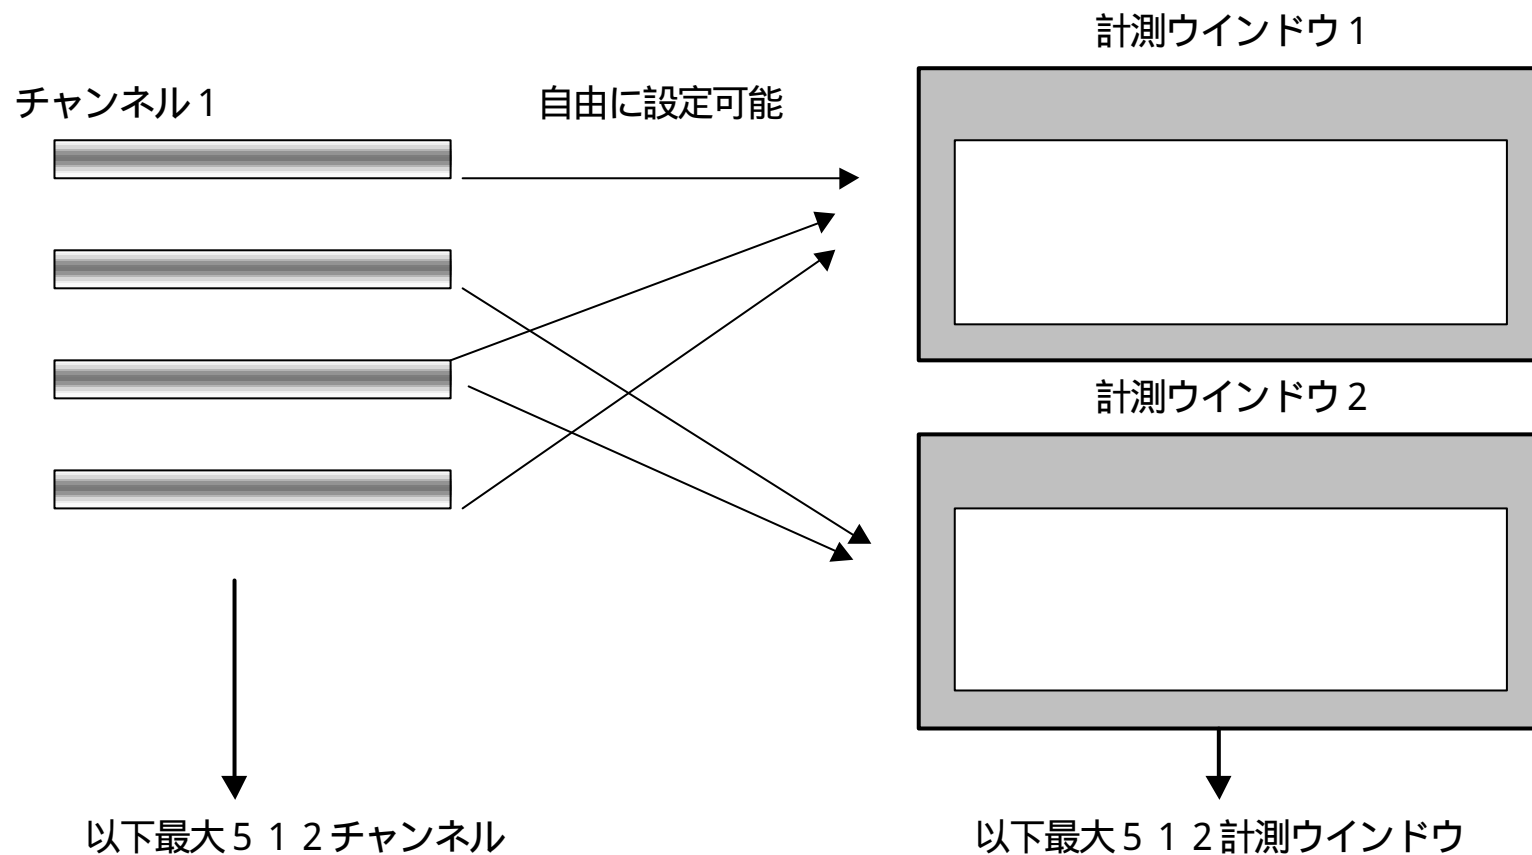 計測ウインドウ1
チャンネル1
自由に設定可能
計測ウインドウ2
以下最大５１２チャンネル
以下最大５１２計測ウインドウ